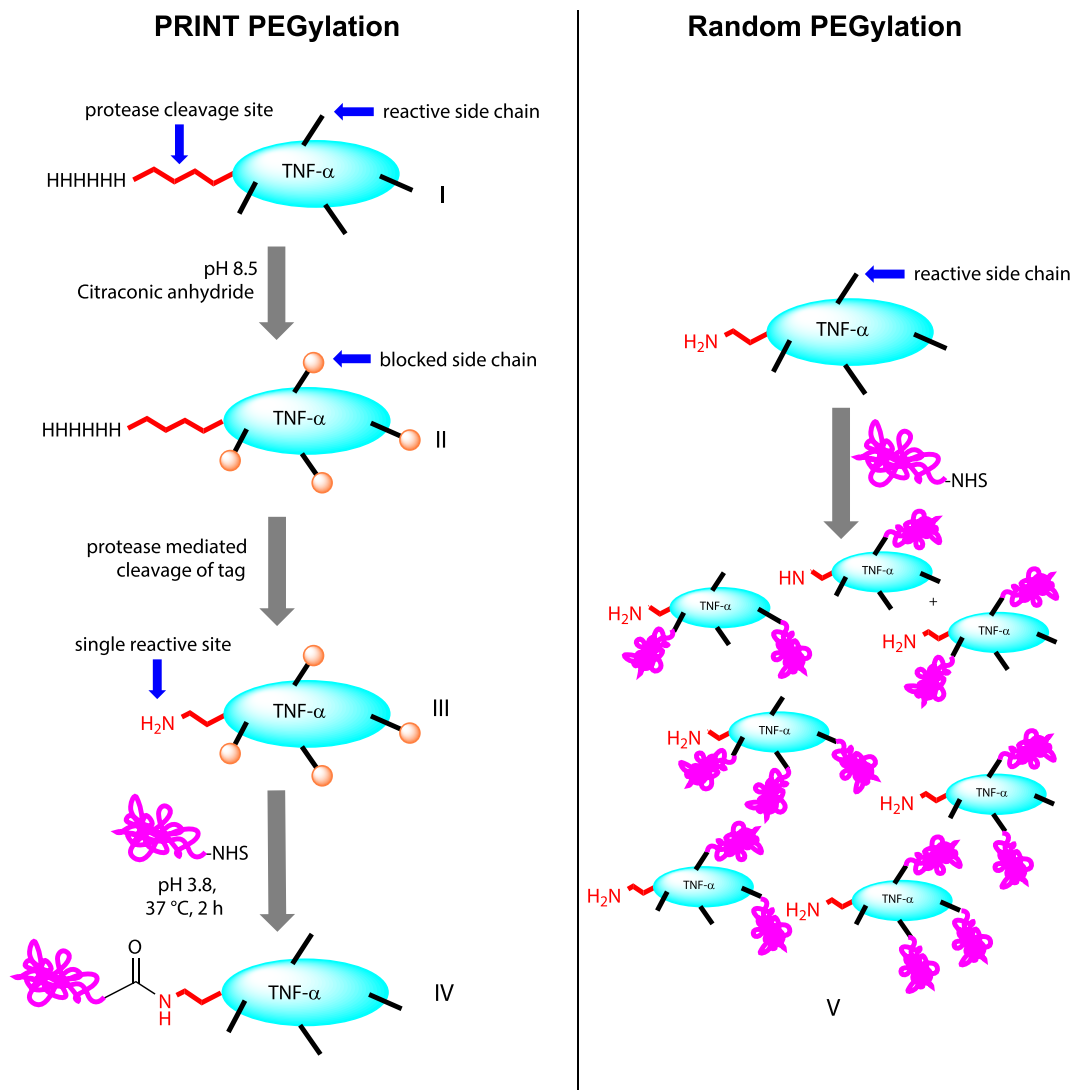 PRINT PEGylation
protease cleavage site
reactive side chain
HHHHHH
TNF-α
I
pH 8.5
Citraconic anhydride
blocked side chain
HHHHHH
TNF-α
II
protease mediated
cleavage of tag
single reactive site
H₂N
TNF-α
III
-NHS
pH 3.8,
37 °C, 2 h
O
N
H
TNF-α
IV
Random PEGylation
reactive side chain
H₂N
TNF-α
-NHS
HN
TNF-α
+
H₂N
TNF-α
H₂N
TNF-α
H₂N
TNF-α
H₂N
TNF-α
H₂N
TNF-α
H₂N
TNF-α
V